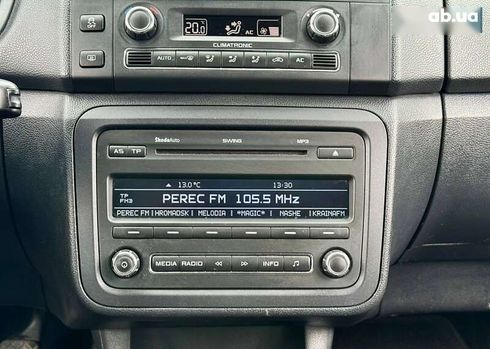 ab.ua
20.0 AC
CLIMATRONIC
AUTO AC
SkodaAuto SWING MP3
AS TP
13.0°C 13:30
TP
FM3
PEREC FM 105.5 MHz
PEREC FM HROMADSK MELODIA *MAGIC* NASHE KRAINAFM
MEDIA RADIO INFO